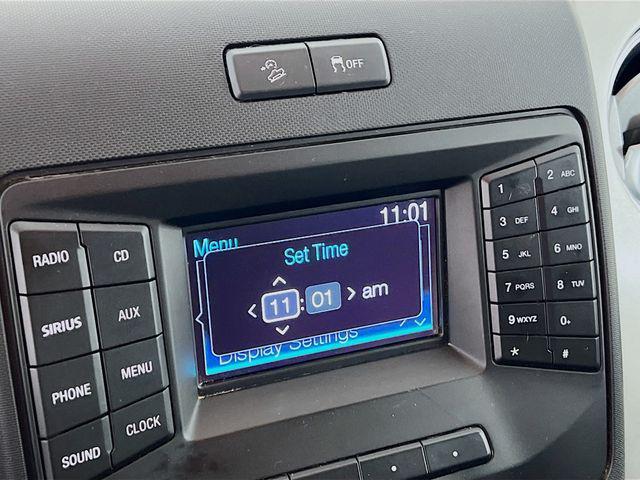 OFF
11:01
Menu
Set Time
< 11 : 01 > am
Display Settings
RADIO
CD
SIRIUS
AUX
PHONE
MENU
SOUND
CLOCK
1
2 ABC
3 DEF
4 GHI
5 JKL
6 MNO
7 PQRS
8 TUV
9 WXYZ
0+
*
#